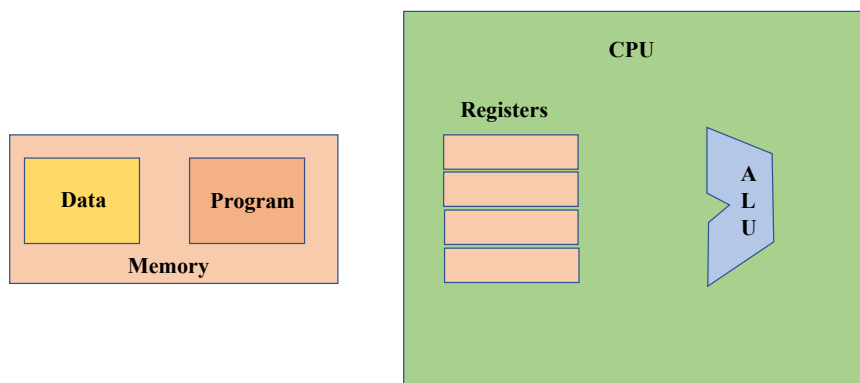 CPU
Registers
Data
Program
Memory
A
L
U